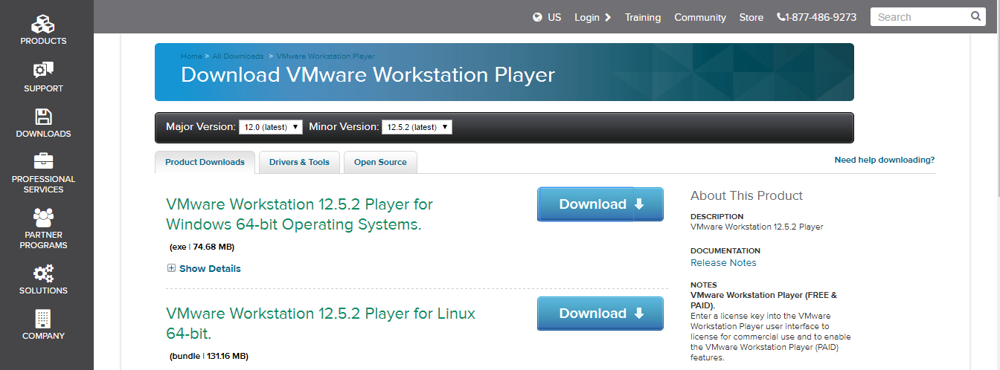 PRODUCTS
SUPPORT
DOWNLOADS
PROFESSIONAL
SERVICES
PARTNER
PROGRAMS
SOLUTIONS
COMPANY
US Login Training Community Store 1-877-486-9273 Search
Home > All Downloads > VMware Workstation Player
Download VMware Workstation Player
Major Version: 12.0 (latest) Minor Version: 12.5.2 (latest)
Product Downloads Drivers & Tools Open Source Need help downloading?
VMware Workstation 12.5.2 Player for
Windows 64-bit Operating Systems.
(exe | 74.68 MB)
Show Details
Download
VMware Workstation 12.5.2 Player for Linux
64-bit.
(bundle | 131.16 MB)
Download
About This Product
DESCRIPTION
VMware Workstation 12.5.2 Player
DOCUMENTATION
Release Notes
NOTES
VMware Workstation Player (FREE &
PAID).
Enter a license key into the VMware
Workstation Player user interface to
license for commercial use and to enable
the VMware Workstation Player (PAID)
features.